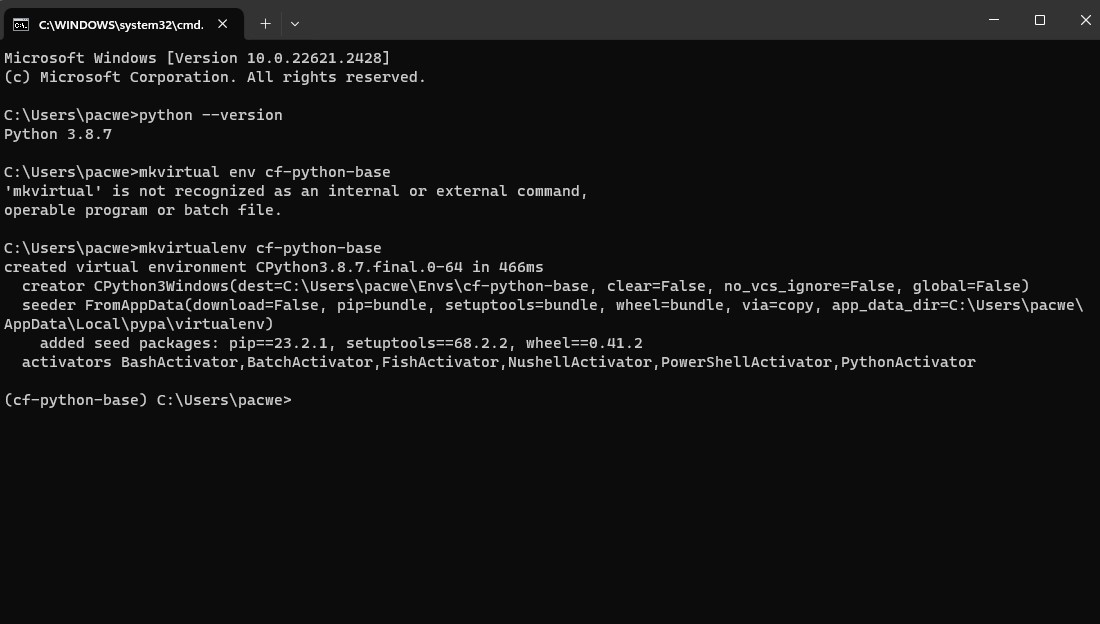 C:\WINDOWS\system32\cmd.
Microsoft Windows [Version 10.0.22621.2428]
(c) Microsoft Corporation. All rights reserved.
C:\Users\pacwe>python --version
Python 3.8.7
C:\Users\pacwe>mkvirtual env cf-python-base
'mkvirtual' is not recognized as an internal or external command,
operable program or batch file.
C:\Users\pacwe>mkvirtualenv cf-python-base
created virtual environment CPython3.8.7.final.0-64 in 466ms
  creator CPython3Windows(dest=C:\Users\pacwe\Envs\cf-python-base, clear=False, no_vcs_ignore=False, global=False)
  seeder FromAppData(download=False, pip=bundle, setuptools=bundle, wheel=bundle, via=copy, app_data_dir=C:\Users\pacwe\
AppData\Local\pypa\virtualenv)
    added seed packages: pip==23.2.1, setuptools==68.2.2, wheel==0.41.2
  activators BashActivator,BatchActivator,FishActivator,NushellActivator,PowerShellActivator,PythonActivator
(cf-python-base) C:\Users\pacwe>